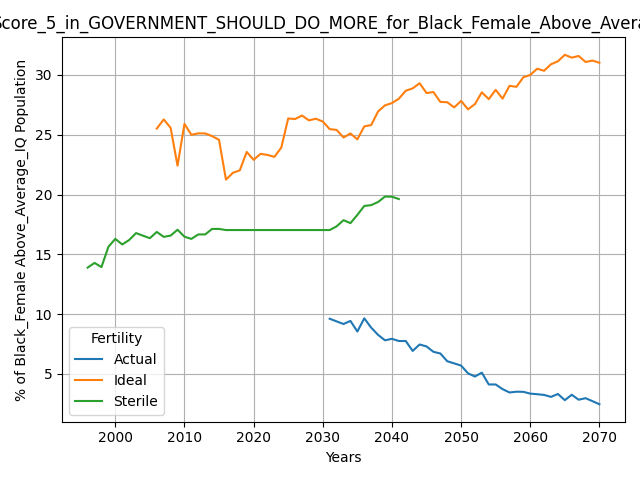 Score_5_in_GOVERNMENT_SHOULD_DO_MORE_for_Black_Female_Above_Avera
% of Black_Female Above_Average_IQ Population
30
25
20
15
10
5
Fertility
Actual
Ideal
Sterile
2000 2010 2020 2030 2040 2050 2060 2070
Years